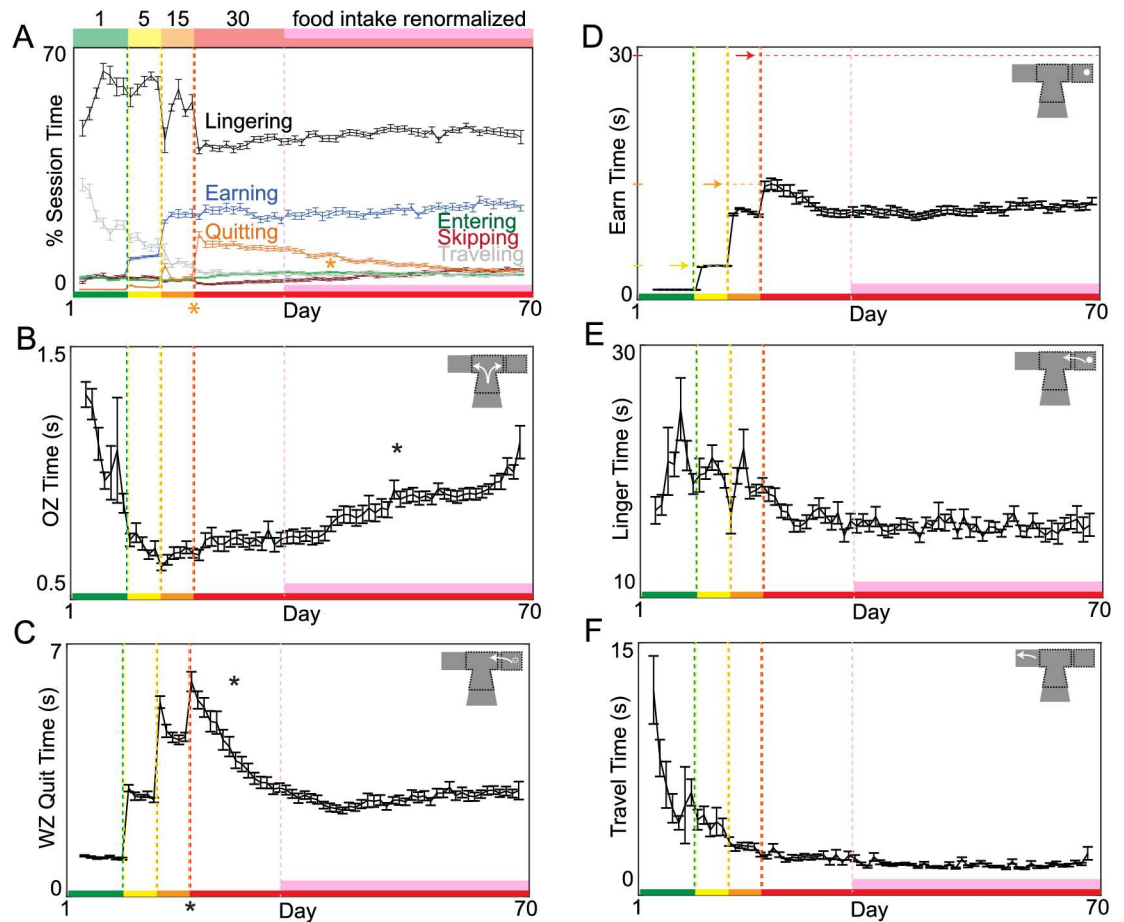 1 5 15 30 food intake renormalized
A
70
% Session Time
Lingering
Earning
Quitting
*
Entering
Skipping
Traveling
0
1 Day 70
*
B
1.5
OZ Time (s)
*
0.5
1 Day 70
C
7
WZ Quit Time (s)
*
0
1 Day 70
*
D
30
Earn Time (s)
0
1 Day 70
E
30
Linger Time (s)
10
1 Day 70
F
15
Travel Time (s)
0
1 Day 70